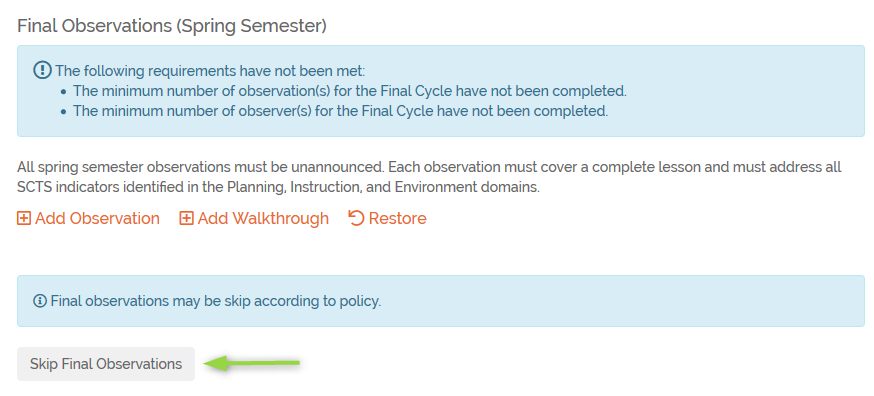 Final Observations (Spring Semester)
The following requirements have not been met:
• The minimum number of observation(s) for the Final Cycle have not been completed.
• The minimum number of observer(s) for the Final Cycle have not been completed.
All spring semester observations must be unannounced. Each observation must cover a complete lesson and must address all
SCTS indicators identified in the Planning, Instruction, and Environment domains.
Add Observation Add Walkthrough Restore
Final observations may be skip according to policy.
Skip Final Observations